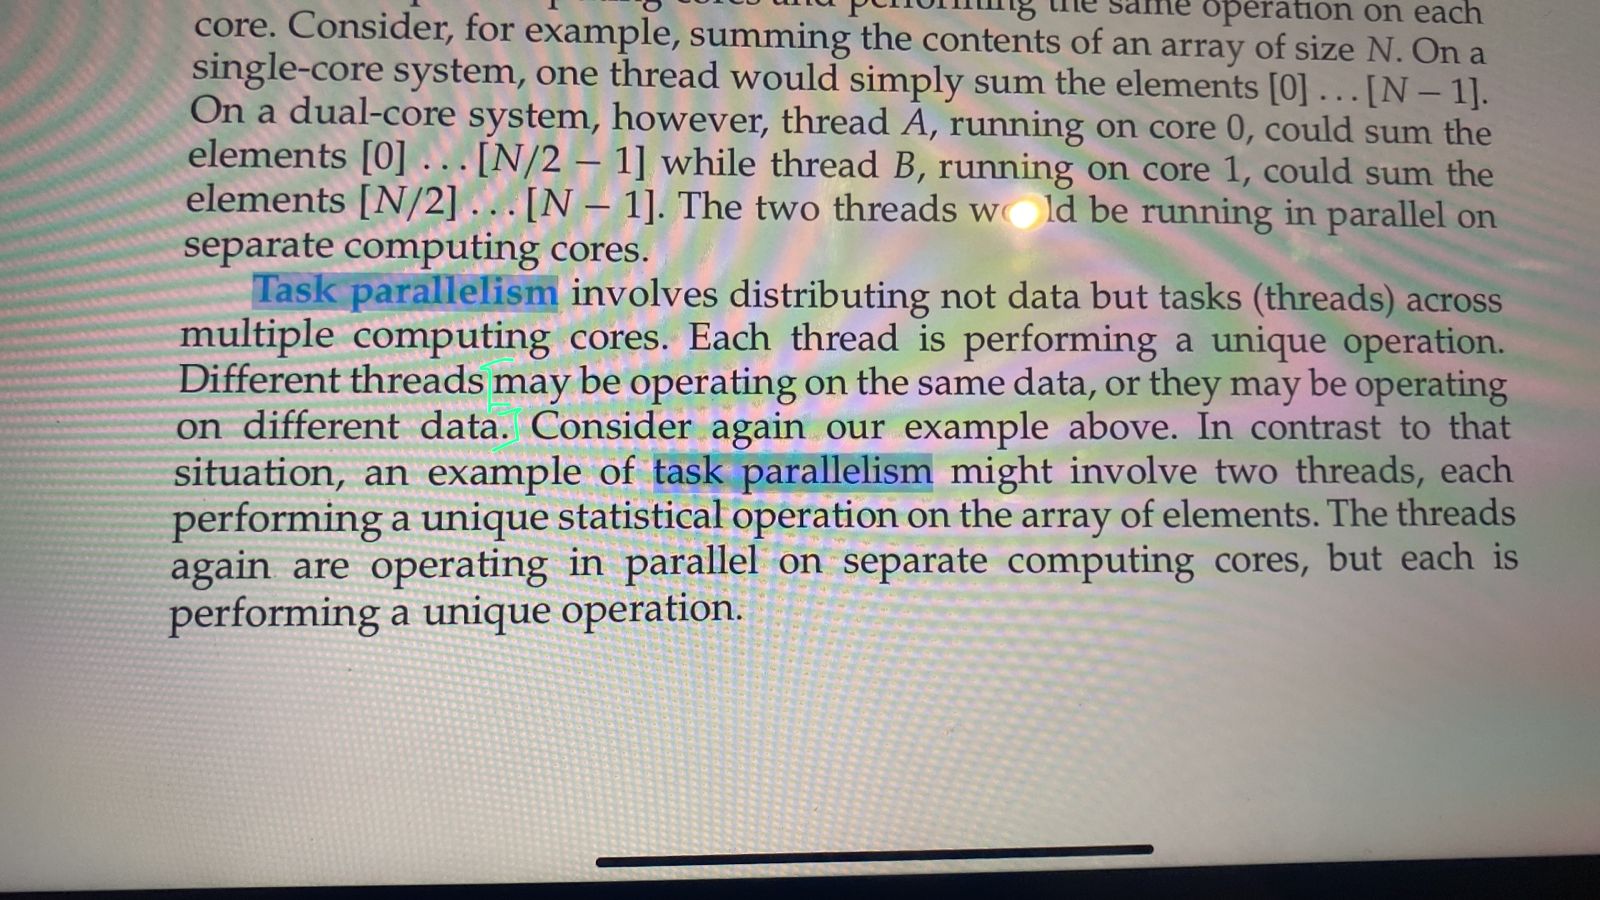 the same operation on each
core. Consider, for example, summing the contents of an array of size N. On a
single-core system, one thread would simply sum the elements [0] . . . [N − 1].
On a dual-core system, however, thread A, running on core 0, could sum the
elements [0] . . . [N/2 − 1] while thread B, running on core 1, could sum the
elements [N/2] . . . [N − 1]. The two threads would be running in parallel on
separate computing cores.
Task parallelism involves distributing not data but tasks (threads) across
multiple computing cores. Each thread is performing a unique operation.
Different threads may be operating on the same data, or they may be operating
on different data. Consider again our example above. In contrast to that
situation, an example of task parallelism might involve two threads, each
performing a unique statistical operation on the array of elements. The threads
again are operating in parallel on separate computing cores, but each is
performing a unique operation.